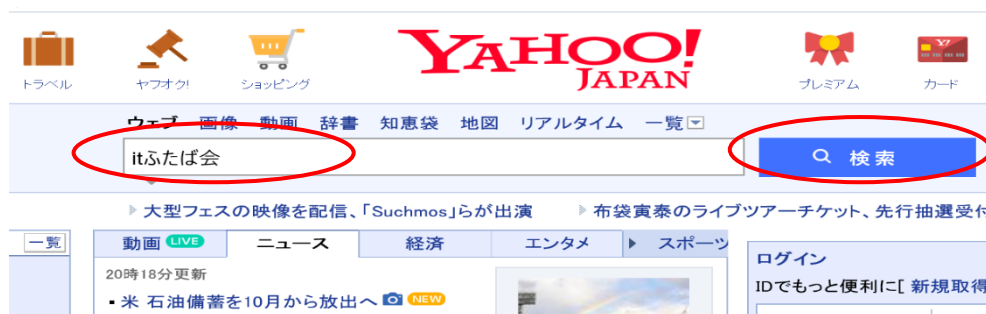 YAHOO!
JAPAN
トラベル
ヤフオク!
ショッピング
プレミアム
カード
ウェブ 画像 動画 辞書 知恵袋 地図 リアルタイム 一覧
itふたば会
検索
大型フェスの映像を配信、「Suchmos」らが出演
布袋寅泰のライブツアーチケット、先行抽選受付
一覧
動画 LIVE ニュース 経済 エンタメ スポーツ
20時18分更新
米 石油備蓄を10月から放出へ NEW
ログイン
IDでもっと便利に[ 新規取得